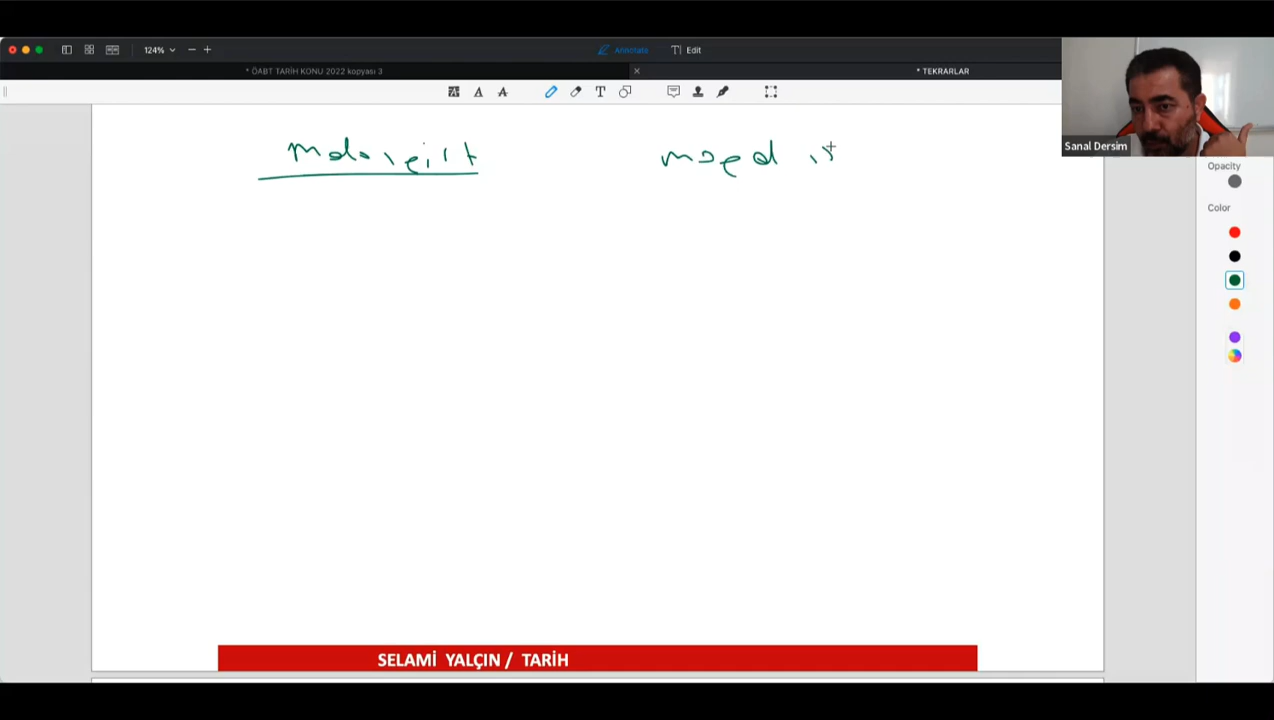 124%
Annotate
Edit
* ÖABT TARİH KONU 2022 kopyası 3
* TEKRARLAR
Sanal Dersim
Opacity
Color
SELAMİ YALÇIN / TARİH